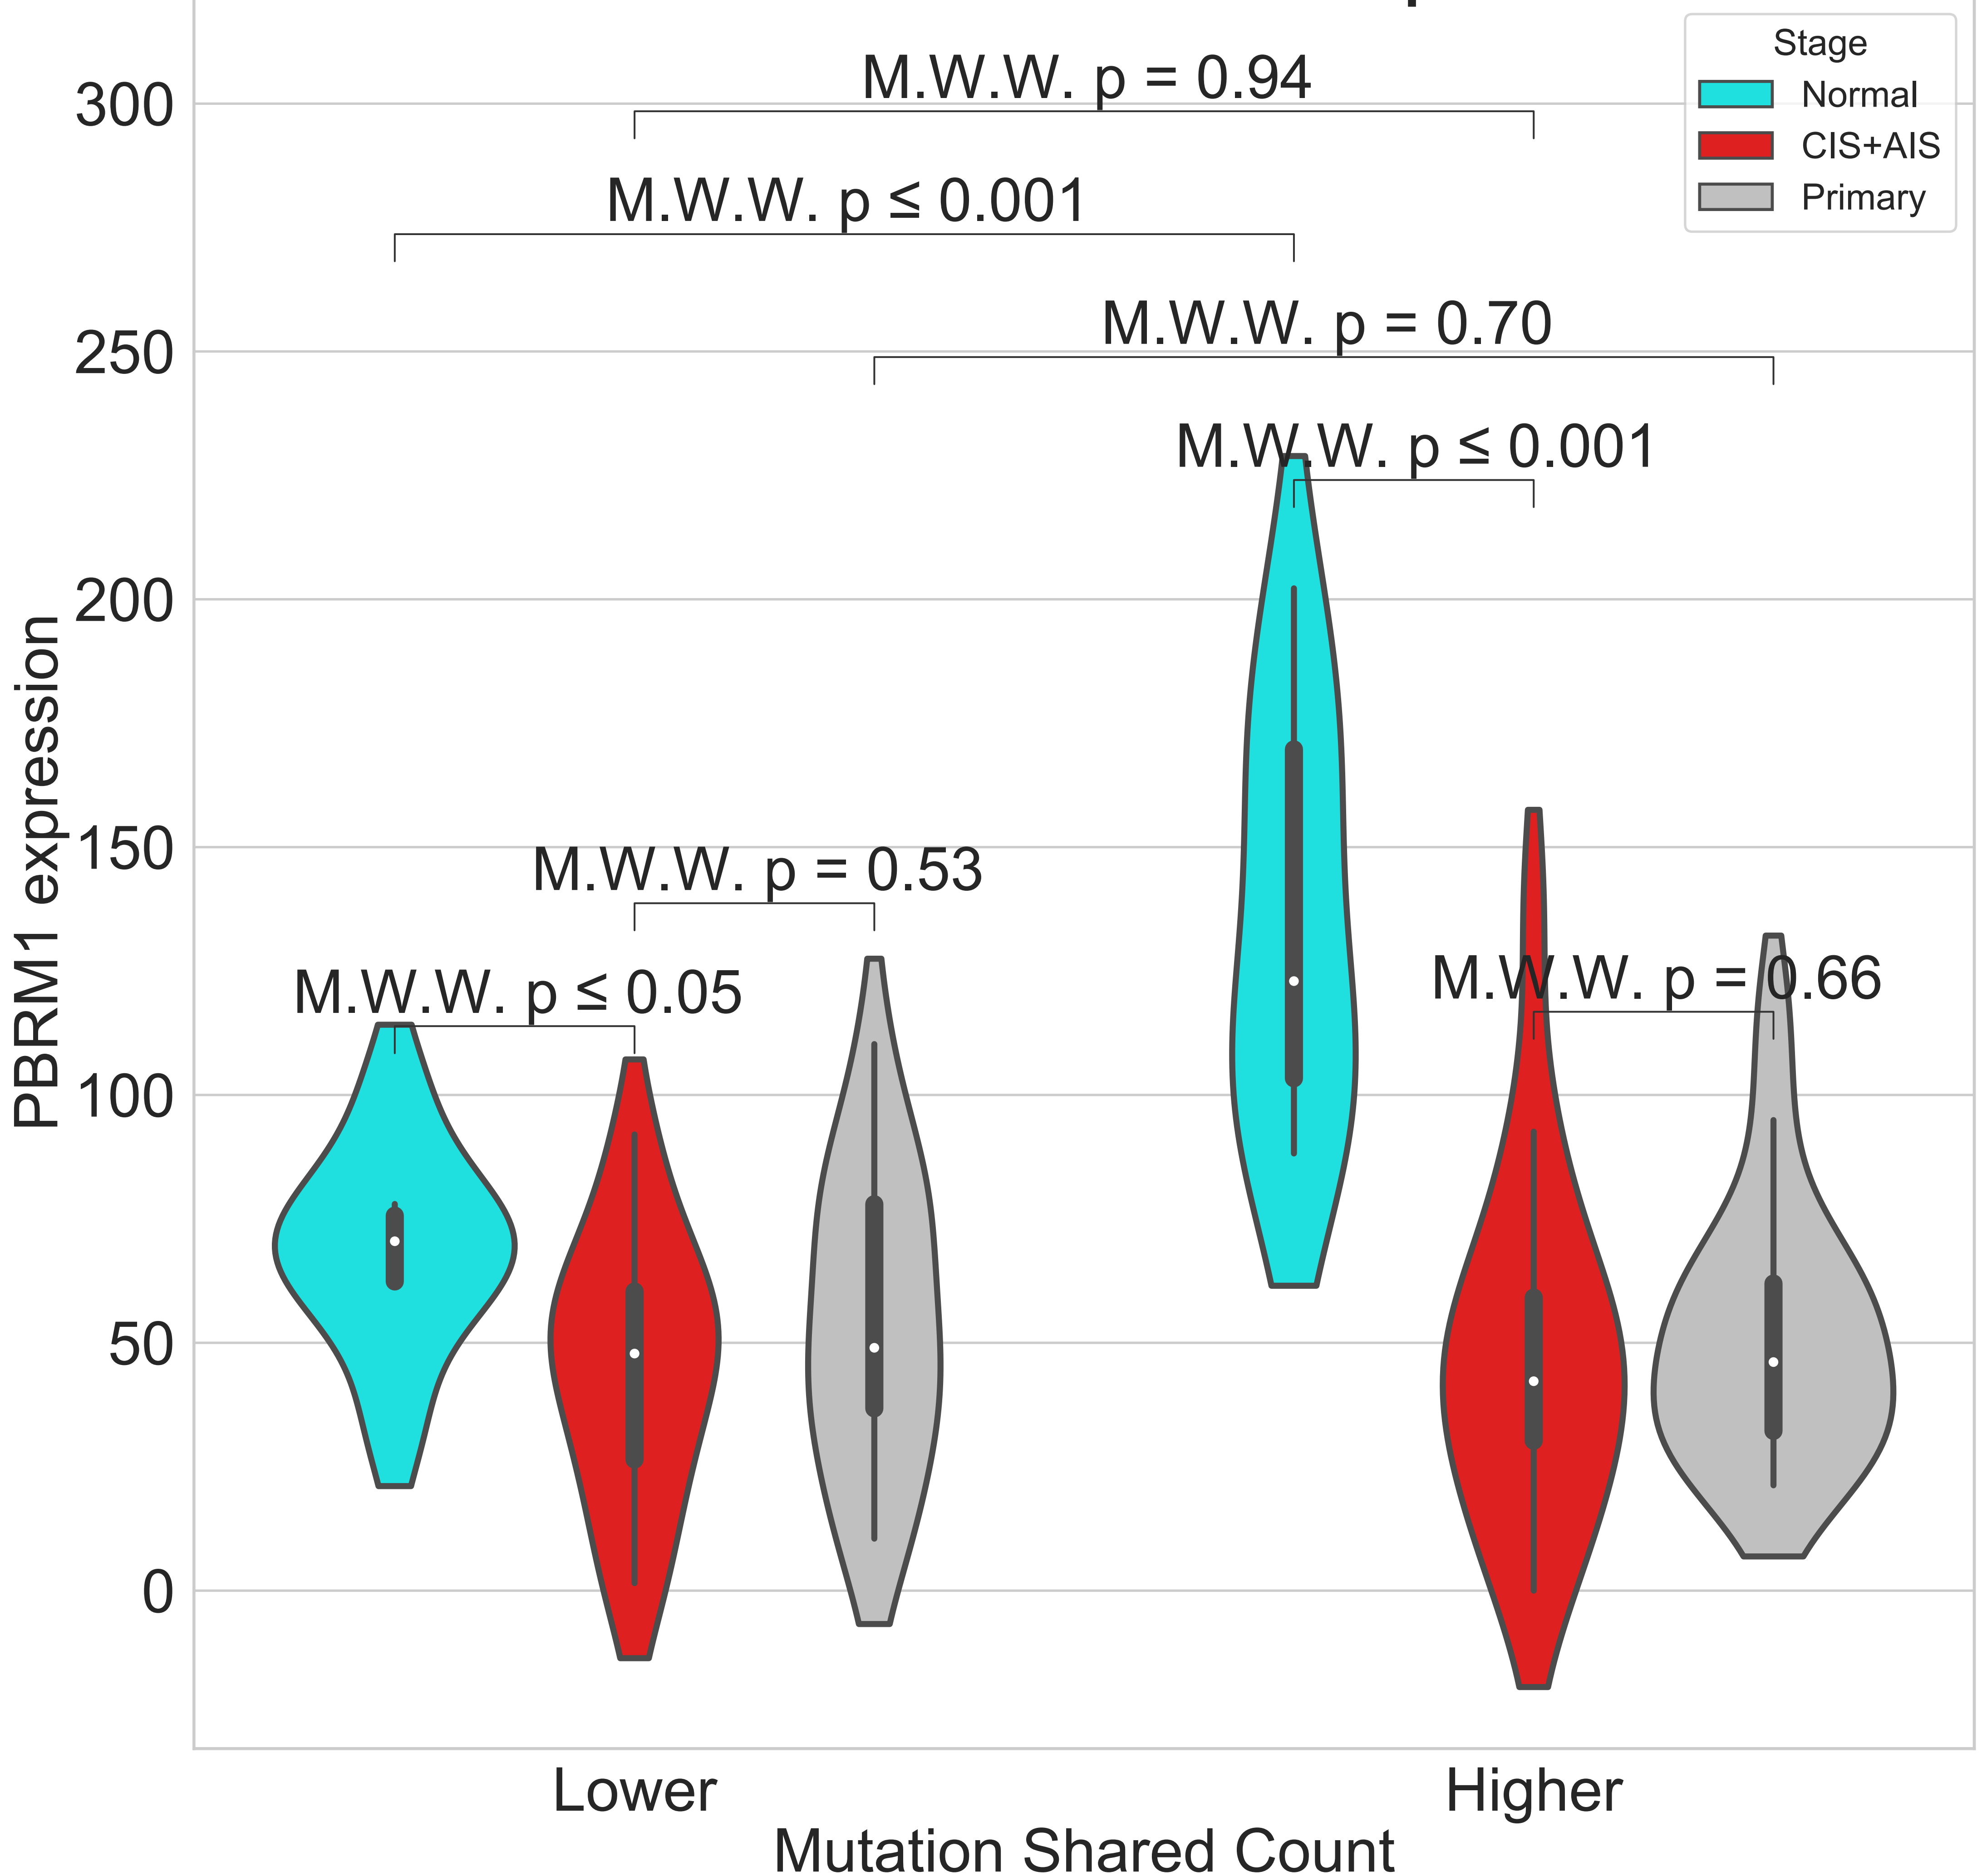 Stage
Normal
CIS+AIS
Primary
M.W.W. p = 0.94
M.W.W. p ≤ 0.001
M.W.W. p = 0.70
M.W.W. p ≤ 0.001
M.W.W. p = 0.53
M.W.W. p ≤ 0.05
M.W.W. p = 0.66
300
250
200
150
100
50
0
PBRM1 expression
Lower
Higher
Mutation Shared Count